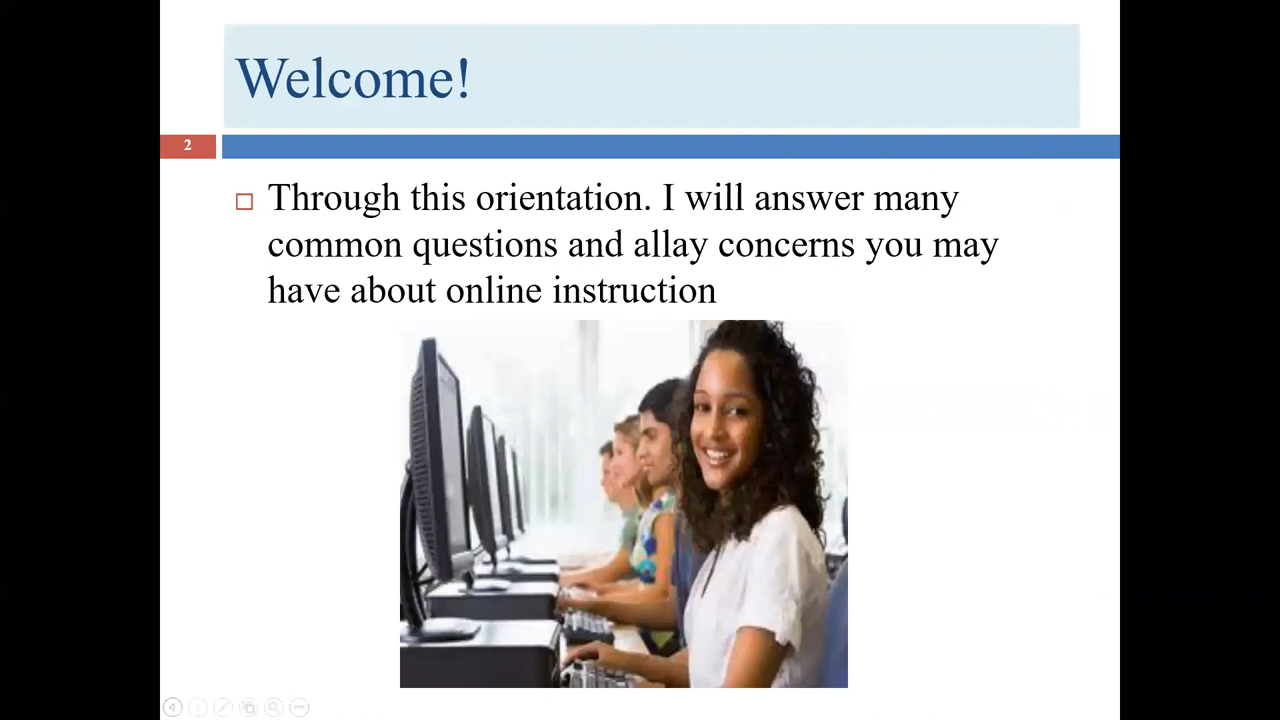 Welcome!
2
Through this orientation. I will answer many
common questions and allay concerns you may
have about online instruction